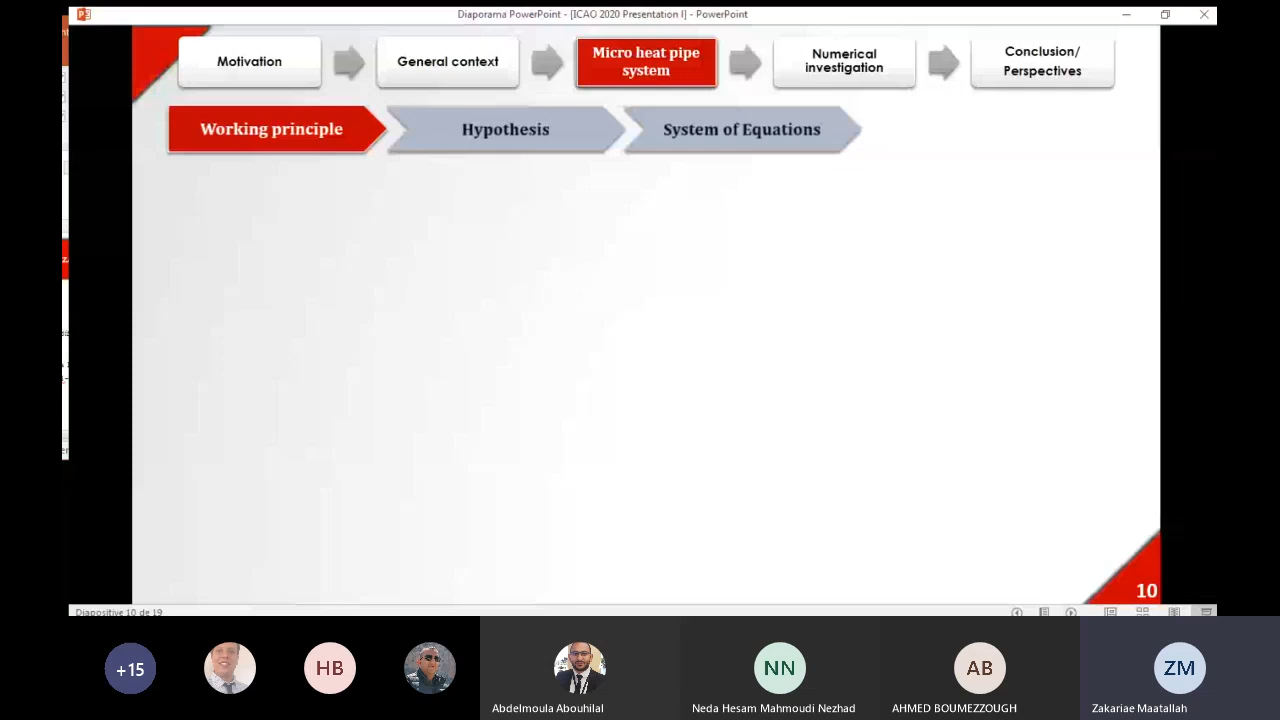 Diaporama PowerPoint - [ICAO 2020 Presentation I] - PowerPoint
Motivation
General context
Micro heat pipe
system
Numerical
investigation
Conclusion/
Perspectives
Working principle
Hypothesis
System of Equations
10
Diapositive 10 de 19
+15
HB
NN
AB
ZM
Abdelmoula Abouhilal
Neda Hesam Mahmoudi Nezhad
AHMED BOUMEZZOUGH
Zakariae Maatallah